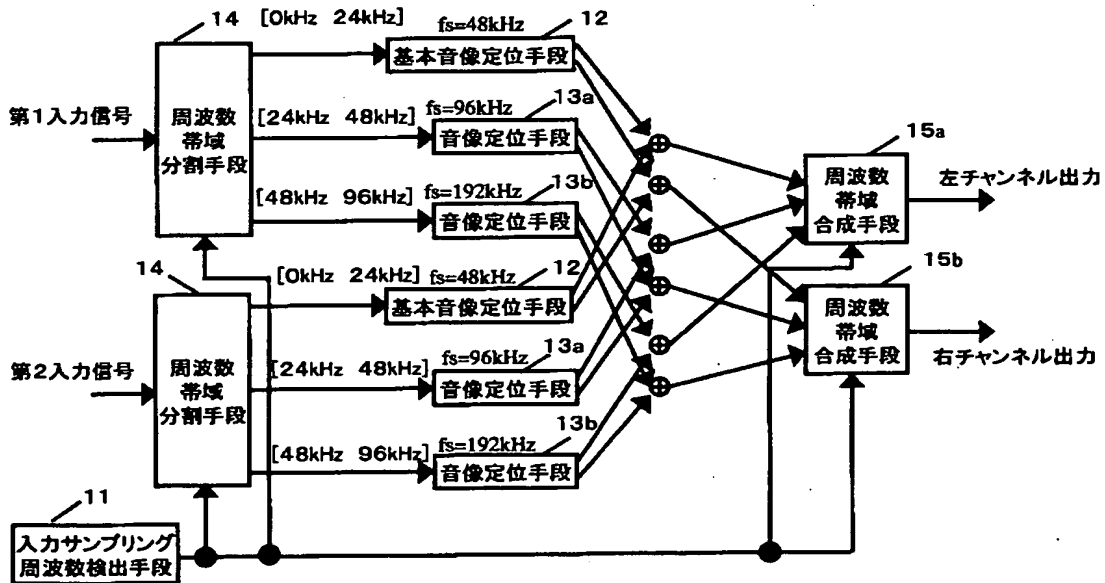 14
[0kHz 24kHz]
fs=48kHz
12
基本音像定位手段
第1入力信号
周波数
帯域
分割手段
[24kHz 48kHz]
fs=96kHz
13a
音像定位手段
[48kHz 96kHz]
fs=192kHz
13b
音像定位手段
15a
周波数
帯域
合成手段
左チャンネル出力
14
[0kHz 24kHz]
fs=48kHz
12
基本音像定位手段
15b
周波数
帯域
合成手段
右チャンネル出力
第2入力信号
周波数
帯域
分割手段
[24kHz 48kHz]
fs=96kHz
13a
音像定位手段
[48kHz 96kHz]
fs=192kHz
13b
音像定位手段
11
入力サンプリング
周波数検出手段